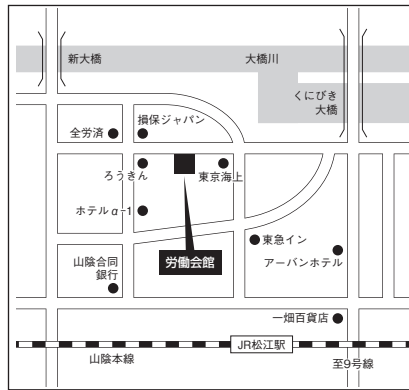 新大橋
大橋川
くにびき
大橋
損保ジャパン
全労済
ろうきん
東京海上
ホテルα-1
東急イン
アーバンホテル
労働会館
山陰合同
銀行
一畑百貨店
JR松江駅
山陰本線
至9号線